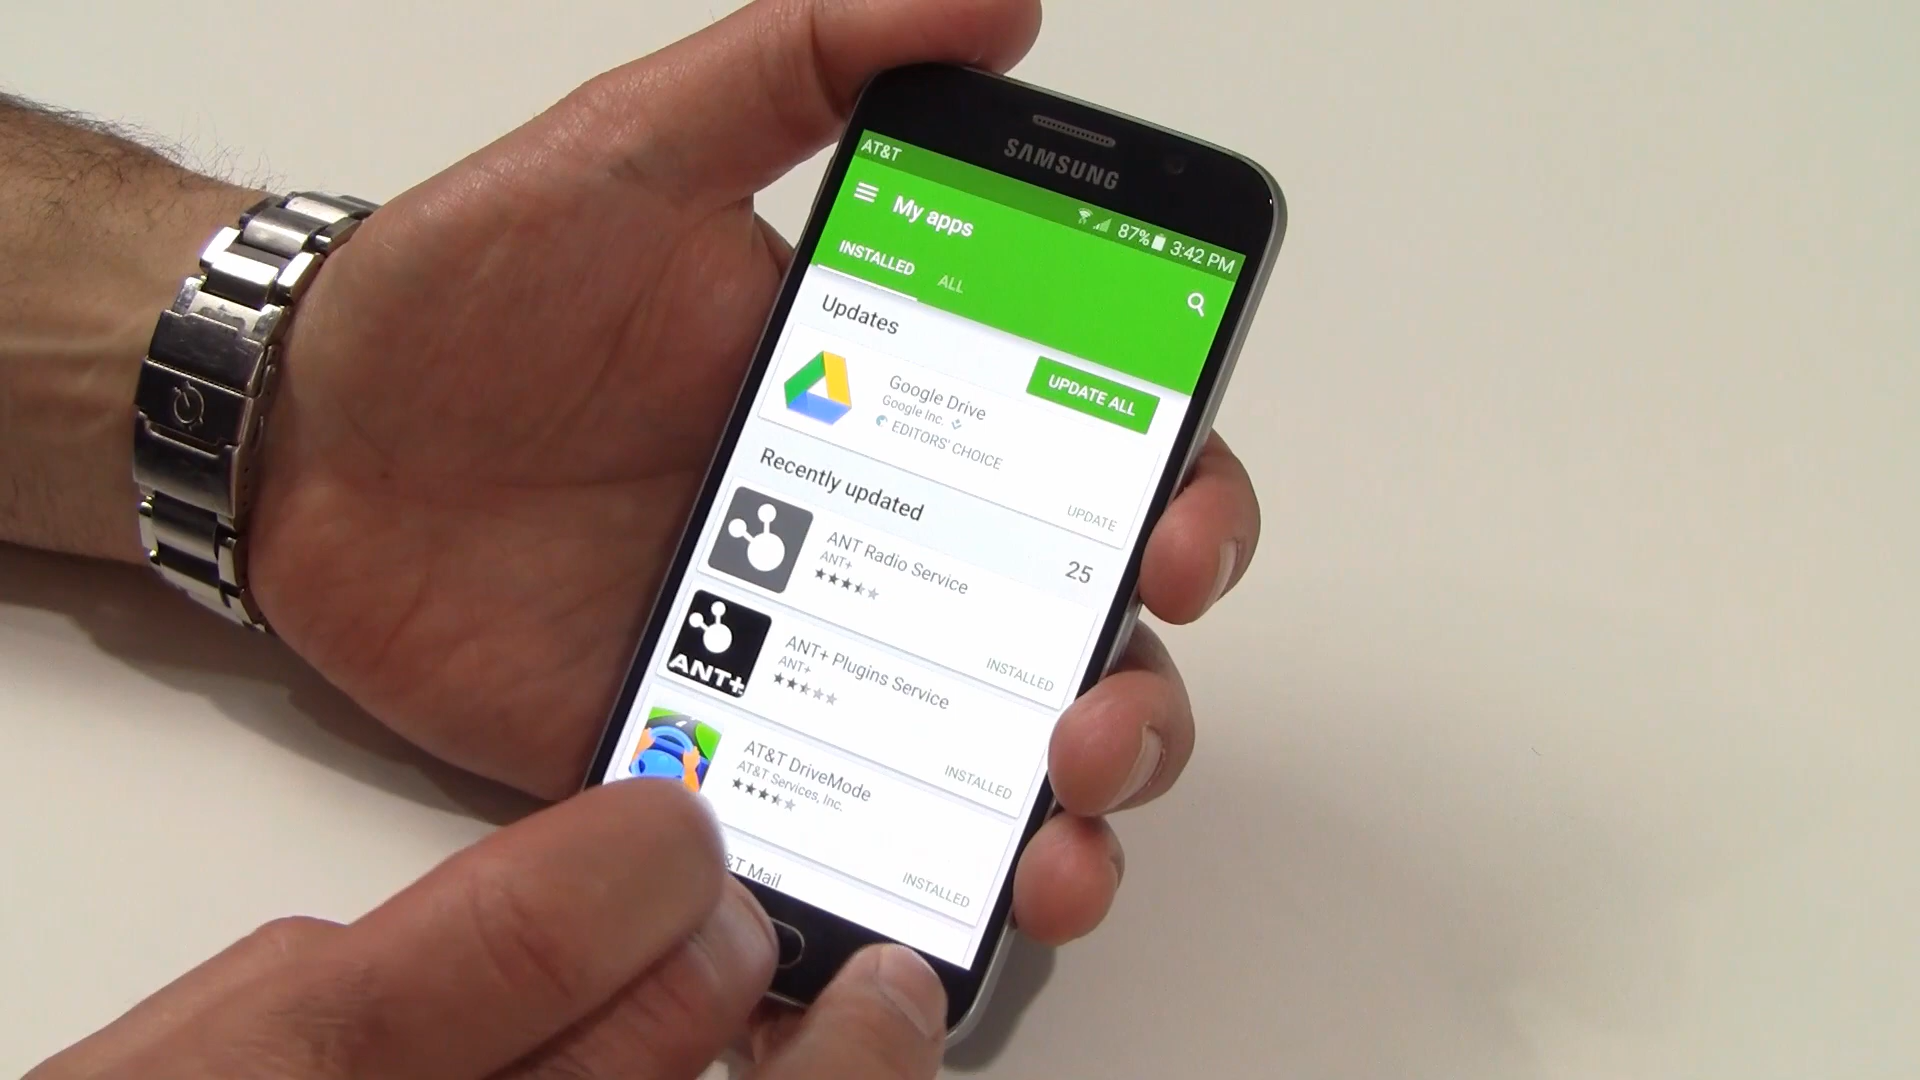 SAMSUNG
AT&T
87% 3:42 PM
My apps
INSTALLED ALL
Updates
UPDATE ALL
Google Drive
Google Inc.
EDITORS' CHOICE
UPDATE
Recently updated
25
ANT Radio Service
ANT+
INSTALLED
ANT+
ANT+ Plugins Service
ANT+
INSTALLED
AT&T DriveMode
AT&T Services, Inc.
INSTALLED
&T Mail